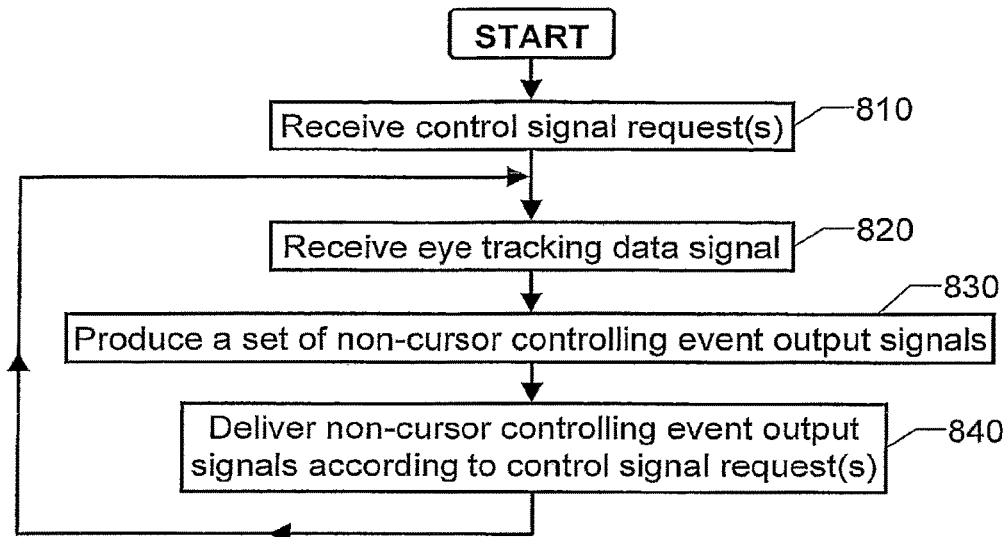 START
Receive control signal request(s)
810
Receive eye tracking data signal
820
830
Produce a set of non-cursor controlling event output signals
Deliver non-cursor controlling event output
signals according to control signal request(s)
840